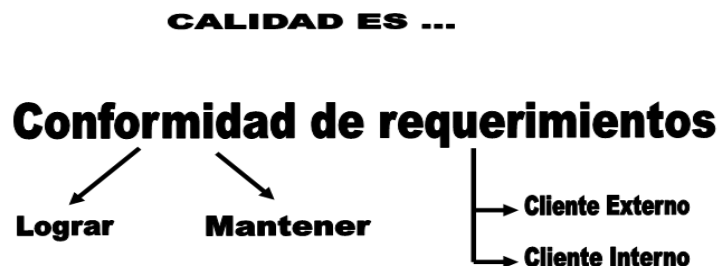 CALIDAD ES ...
Conformidad de requerimientos
Lograr
Mantener
Cliente Externo
Cliente Interno